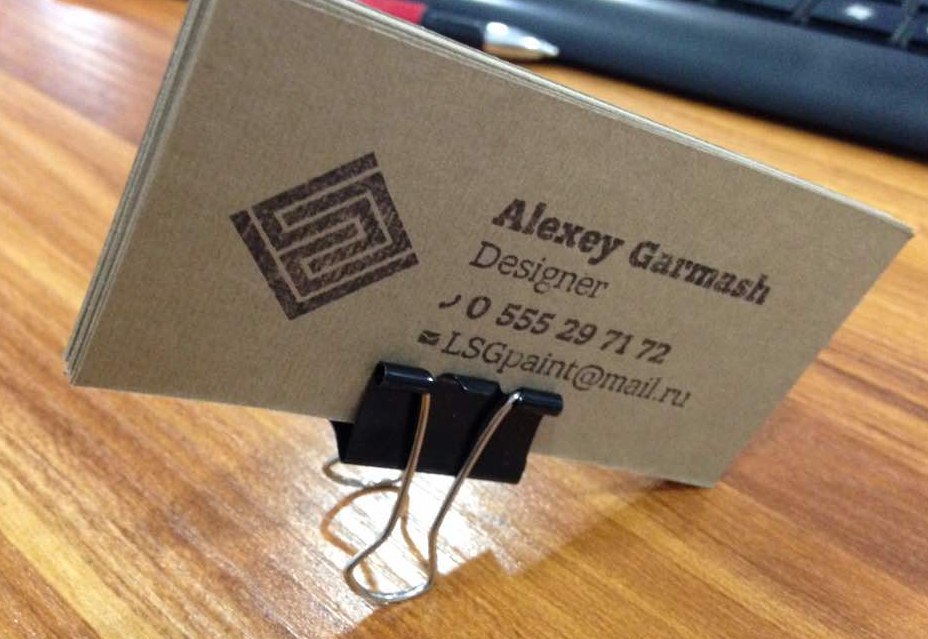 Alexey Garmash
Designer
0 555 29 71 72
LSGpaint@mail.ru